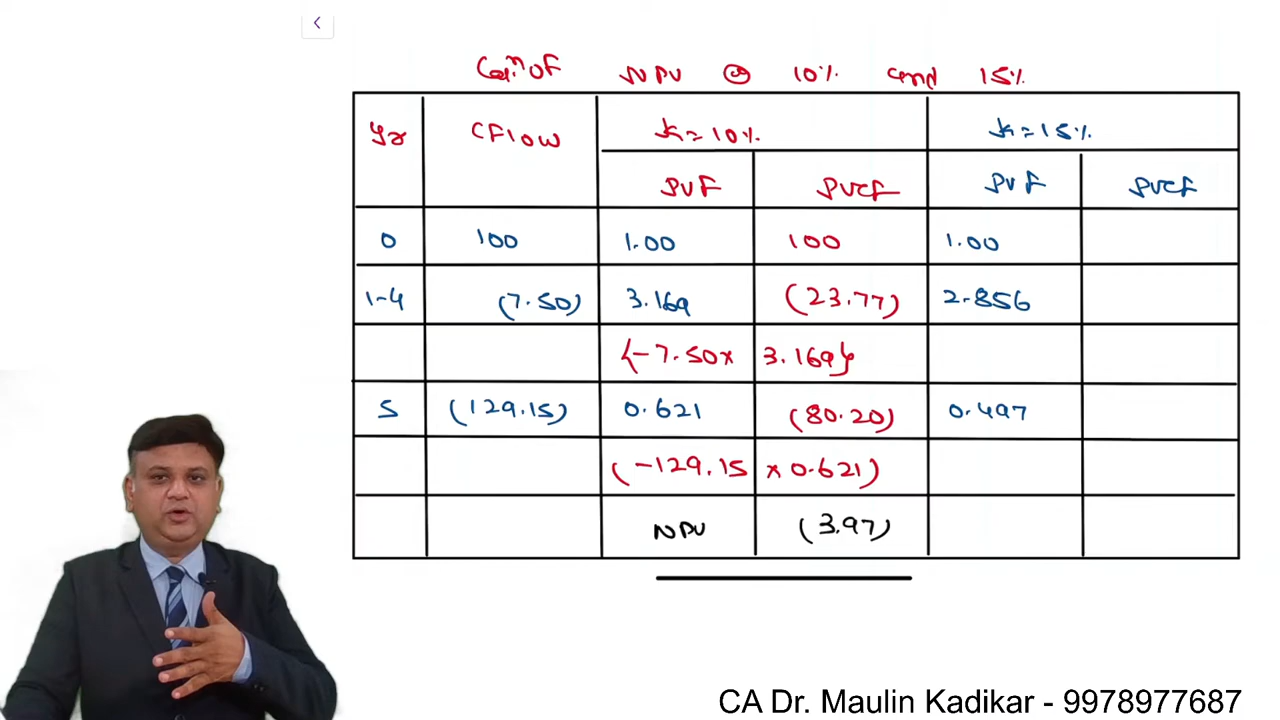 Cal.ⁿ OF NPV @ 10% and 15%
Yr CFlow K = 10% K = 15%
PVF PVCF PVF PVCF
0 100 1.00 100 1.00
1-4 (7.50) 3.169 (23.77) 2.856
{-7.50 x 3.169}
5 (129.15) 0.621 (80.20) 0.497
(-129.15 x 0.621)
NPV (3.97)
CA Dr. Maulin Kadikar - 9978977687